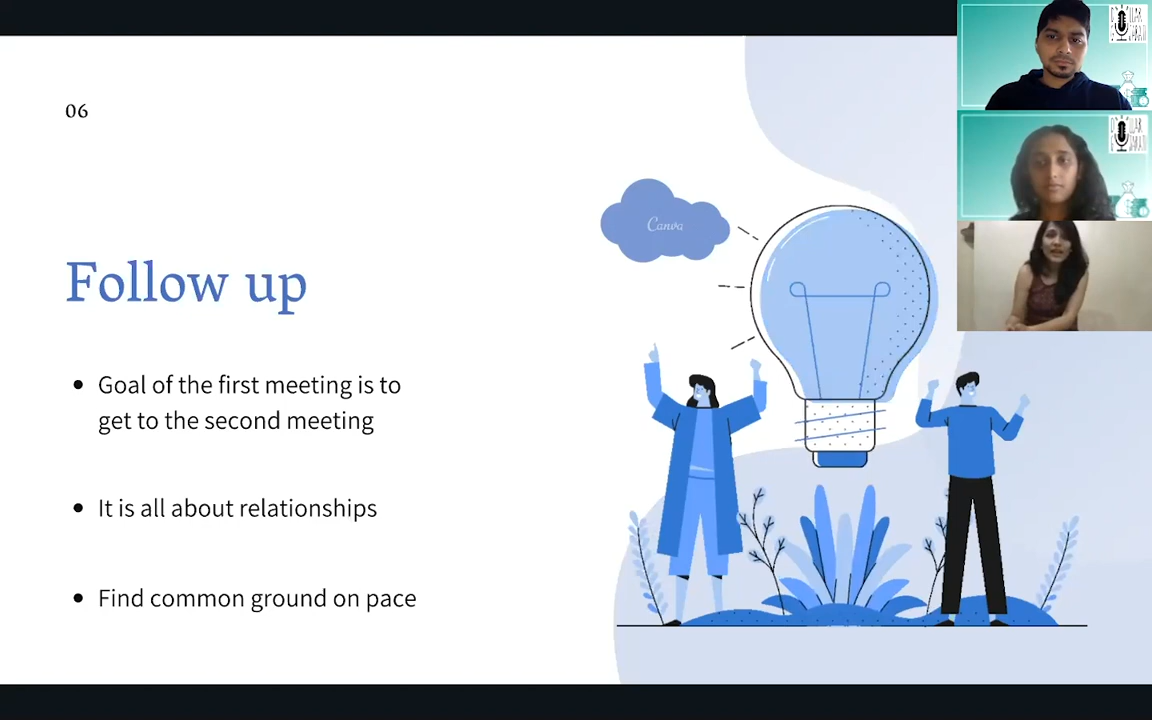 06
Canva
Follow up
Goal of the first meeting is to
get to the second meeting
It is all about relationships
Find common ground on pace